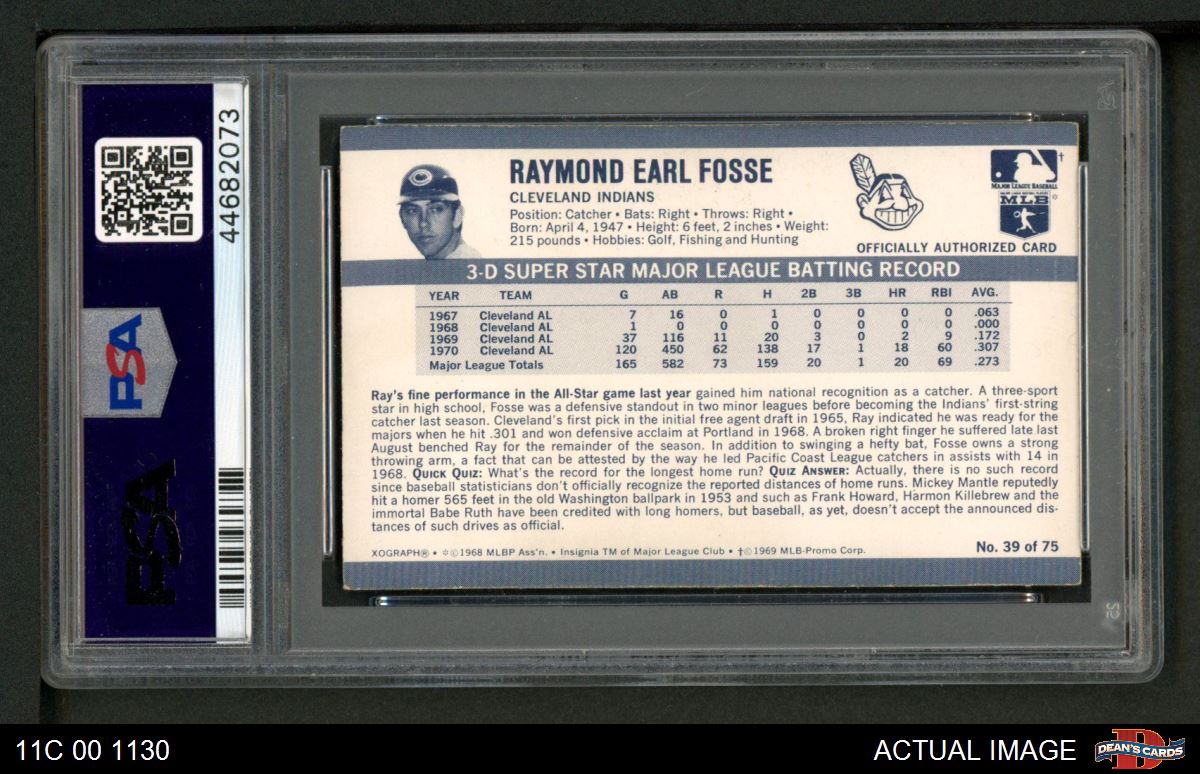 44682073
PSA
PSA
RAYMOND EARL FOSSE
CLEVELAND INDIANS
Position: Catcher • Bats: Right • Throws: Right •
Born: April 4, 1947 • Height: 6 feet, 2 inches • Weight:
215 pounds • Hobbies: Golf, Fishing and Hunting
†
MAJOR LEAGUE BASEBALL
MLB
OFFICIALLY AUTHORIZED CARD
3-D SUPER STAR MAJOR LEAGUE BATTING RECORD
YEAR TEAM G AB R H 2B 3B HR RBI AVG.
1967 Cleveland AL 7 16 0 1 0 0 0 0 .063
1968 Cleveland AL 1 0 0 0 0 0 0 0 .000
1969 Cleveland AL 37 116 11 20 3 0 2 9 .172
1970 Cleveland AL 120 450 62 138 17 1 18 60 .307
Major League Totals 165 582 73 159 20 1 20 69 .273
Ray's fine performance in the All-Star game last year gained him national recognition as a catcher. A three-sport
star in high school, Fosse was a defensive standout in two minor leagues before becoming the Indians' first-string
catcher last season. Cleveland's first pick in the initial free agent draft in 1965, Ray indicated he was ready for the
majors when he hit .301 and won defensive acclaim at Portland in 1968. A broken right finger he suffered late last
August benched Ray for the remainder of the season. In addition to swinging a hefty bat, Fosse owns a strong
throwing arm, a fact that can be attested by the way he led Pacific Coast League catchers in assists with 14 in
1968. QUICK QUIZ: What's the record for the longest home run? QUIZ ANSWER: Actually, there is no such record
since baseball statisticians don't officially recognize the reported distances of home runs. Mickey Mantle reputedly
hit a homer 565 feet in the old Washington ballpark in 1953 and such as Frank Howard, Harmon Killebrew and the
immortal Babe Ruth have been credited with long homers, but baseball, as yet, doesn't accept the announced dis-
tances of such drives as official.
XOGRAPH® • ☆©1968 MLBP Ass'n. • Insignia TM of Major League Club • †©1969 MLB-Promo Corp.
No. 39 of 75
11C 00 1130
ACTUAL IMAGE
DEAN'S CARDS